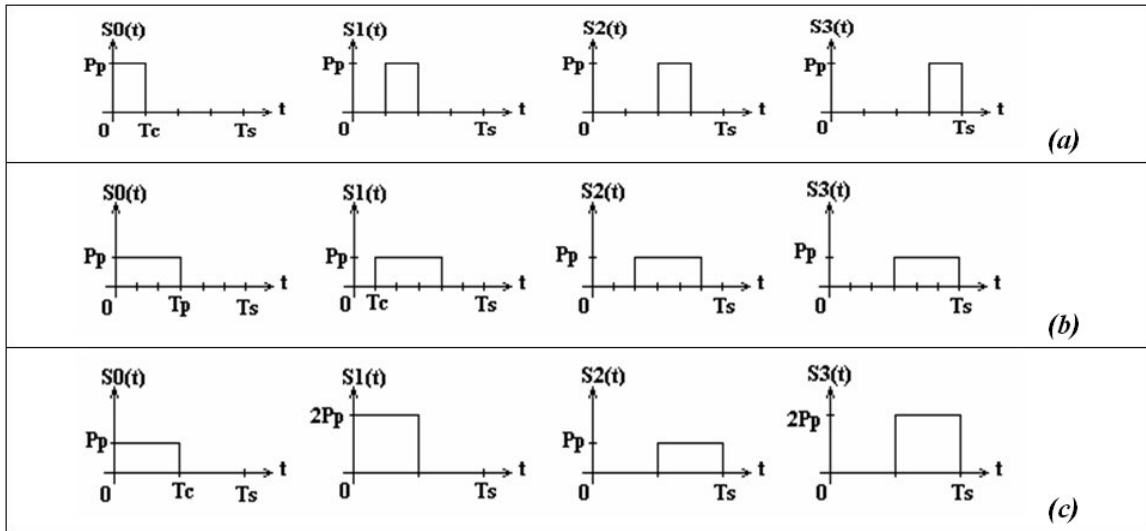 S0(t) S1(t) S2(t) S3(t)
Pp Pp Pp Pp
t t t t
0 Tc Ts 0 Ts 0 Ts 0 Ts
(a)
S0(t) S1(t) S2(t) S3(t)
Pp Pp Pp Pp
t t t t
0 Tp Ts 0 Tc Ts 0 Ts 0 Ts
(b)
S0(t) S1(t) S2(t) S3(t)
2Pp 2Pp
Pp Pp
t t t t
0 Tc Ts 0 Ts 0 Ts 0 Ts
(c)